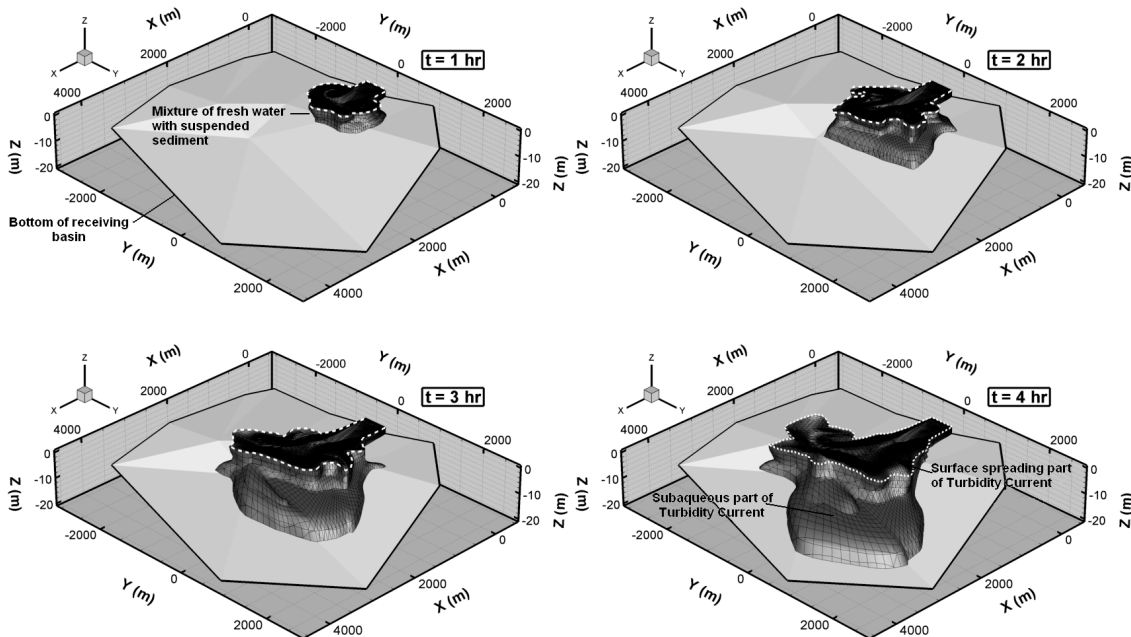 X (m)
Y (m)
0
-2000
Z
2000
0
t = 1 hr
X
Y
4000
2000
Mixture of fresh water
with suspended
sediment
0
-10
-20
Z
(m)
0
-10
-20
Z (m)
-2000
0
Bottom of receiving
basin
0
2000
Y (m)
X (m)
2000
4000
X (m)
Y (m)
0
-2000
Z
2000
0
t = 2 hr
X
Y
4000
2000
0
-10
-20
Z
(m)
0
-10
-20
Z (m)
-2000
0
0
2000
Y (m)
X (m)
2000
4000
X (m)
Y (m)
0
-2000
Z
2000
0
t = 3 hr
X
Y
4000
2000
0
-10
-20
Z
(m)
0
-10
-20
Z (m)
-2000
0
0
2000
Y (m)
X (m)
2000
4000
X (m)
Y (m)
0
-2000
Z
2000
0
t = 4 hr
X
Y
4000
2000
0
-10
-20
Z
(m)
0
-10
-20
Z (m)
Surface spreading part
of Turbidity Current
Subaqueous part of
Turbidity Current
-2000
0
0
2000
Y (m)
X (m)
2000
4000